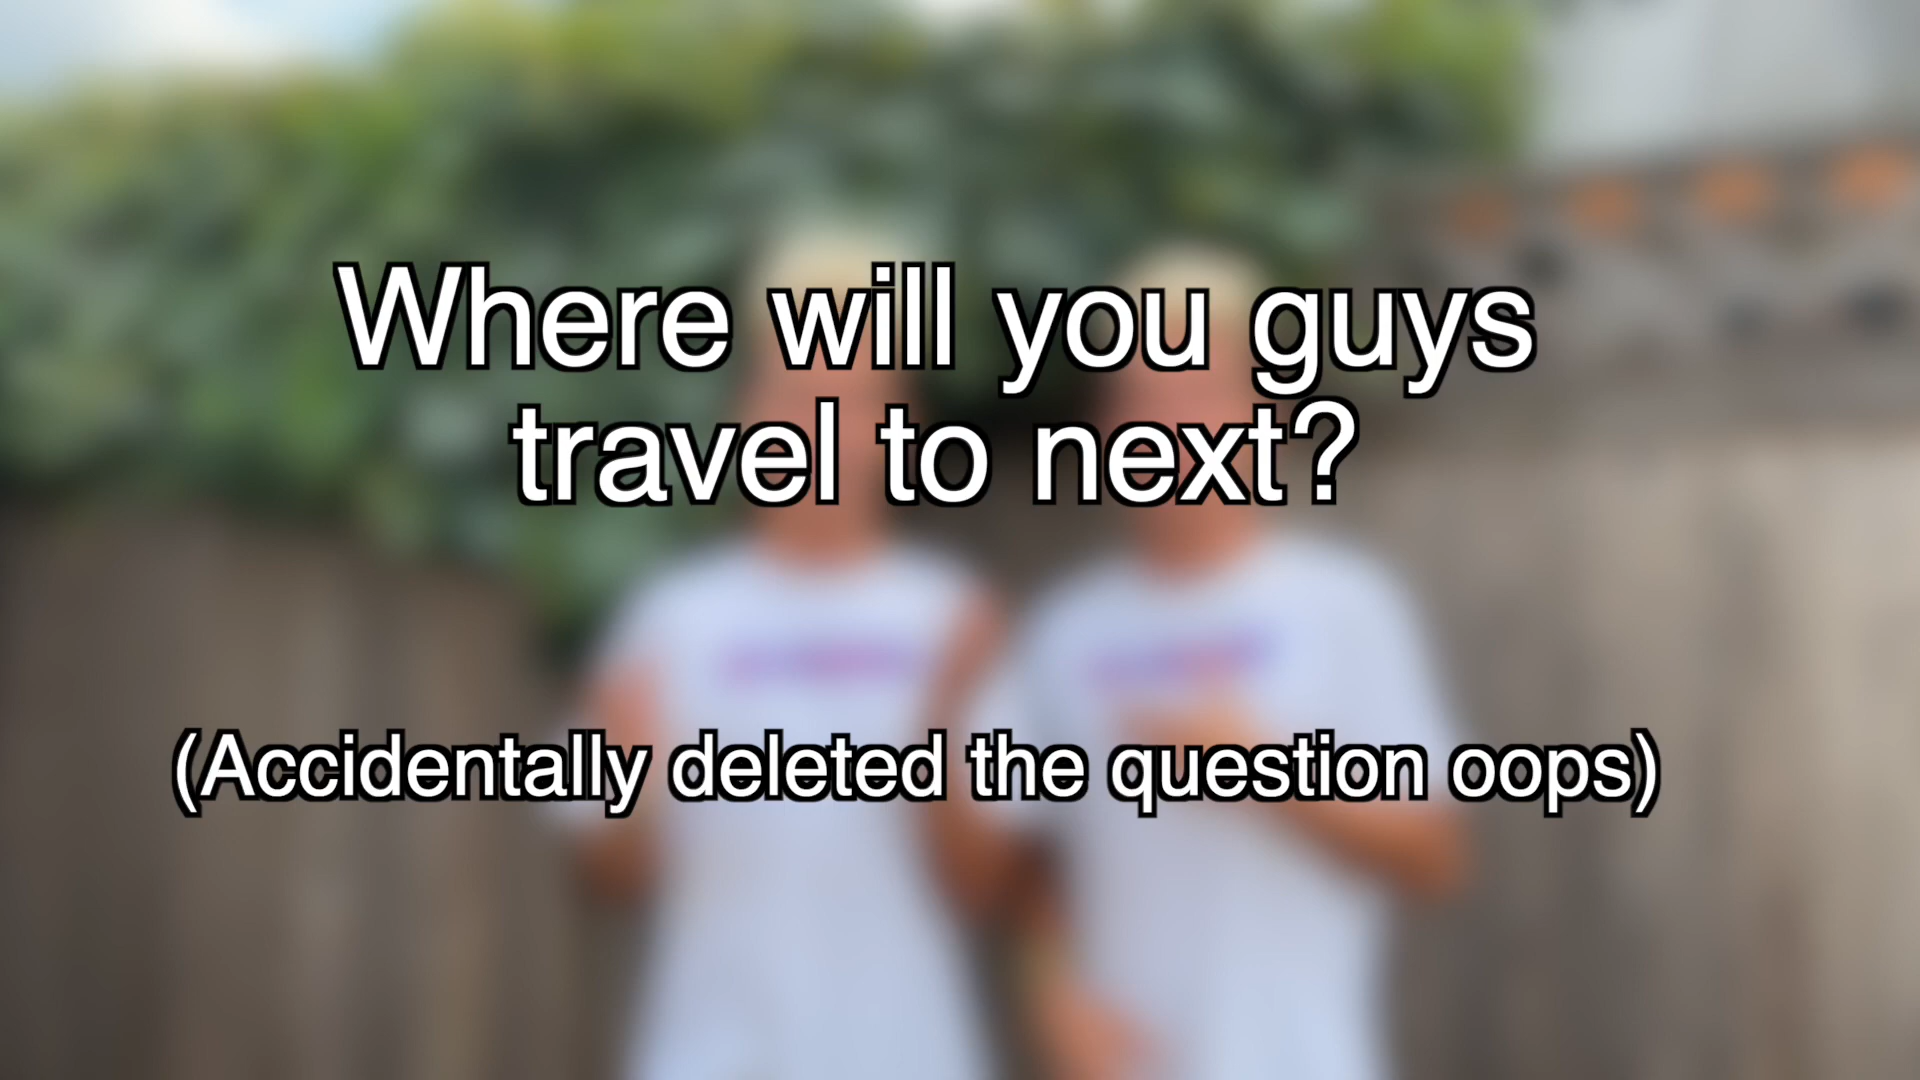 Where will you guys
travel to next?
(Accidentally deleted the question oops)